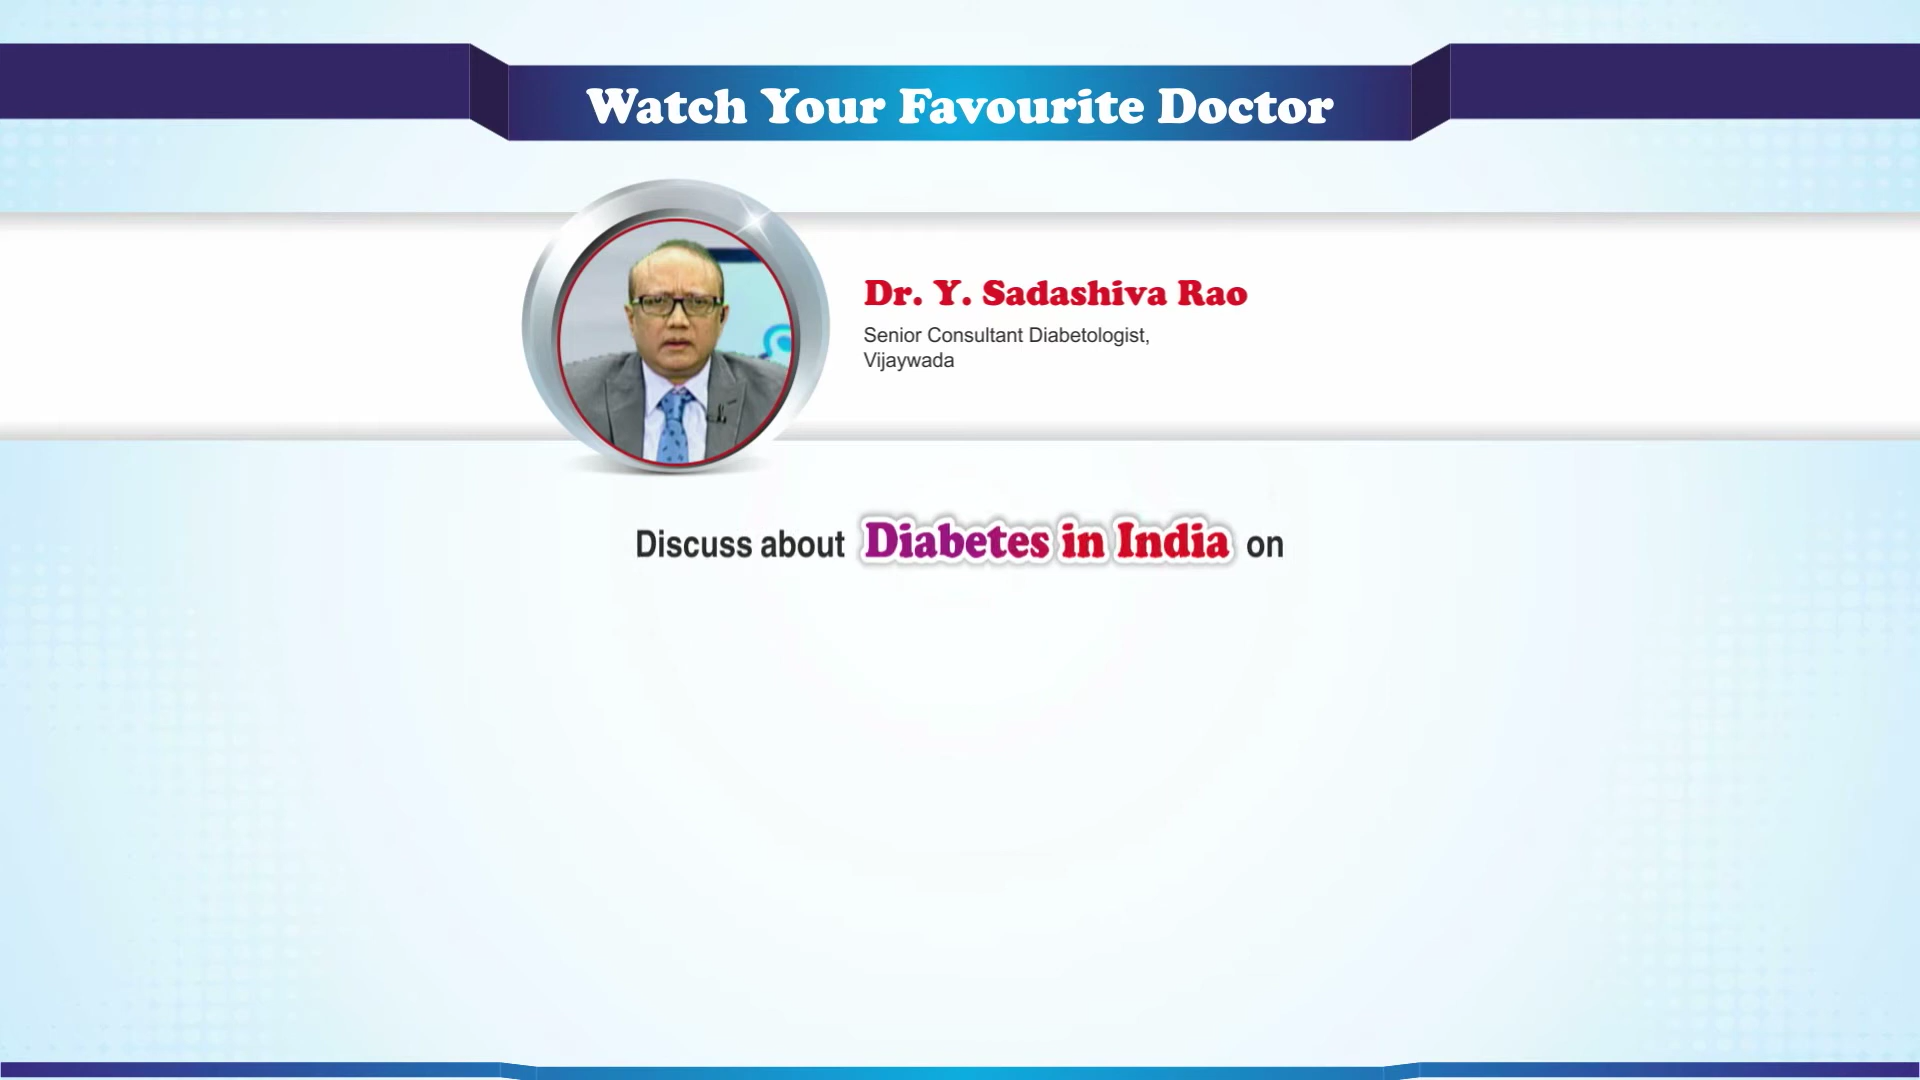 Watch Your Favourite Doctor
Dr. Y. Sadashiva Rao
Senior Consultant Diabetologist,
Vijaywada
Discuss about Diabetes in India on